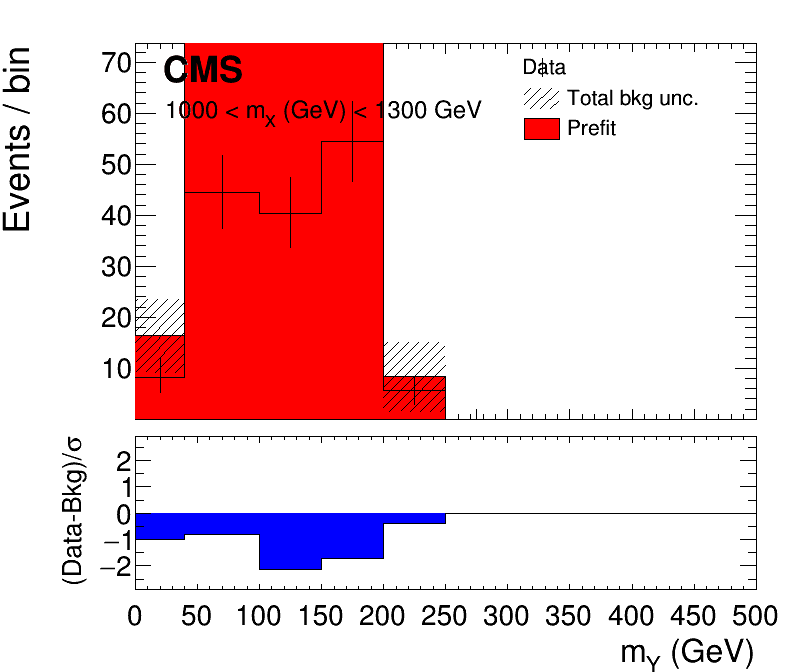 CMS
1000 < mX (GeV) < 1300 GeV
Data
Total bkg unc.
Prefit
Events / bin
70
60
50
40
30
20
10
(Data-Bkg)/σ
2
1
0
−1
−2
0 50 100 150 200 250 300 350 400 450 500
mY (GeV)